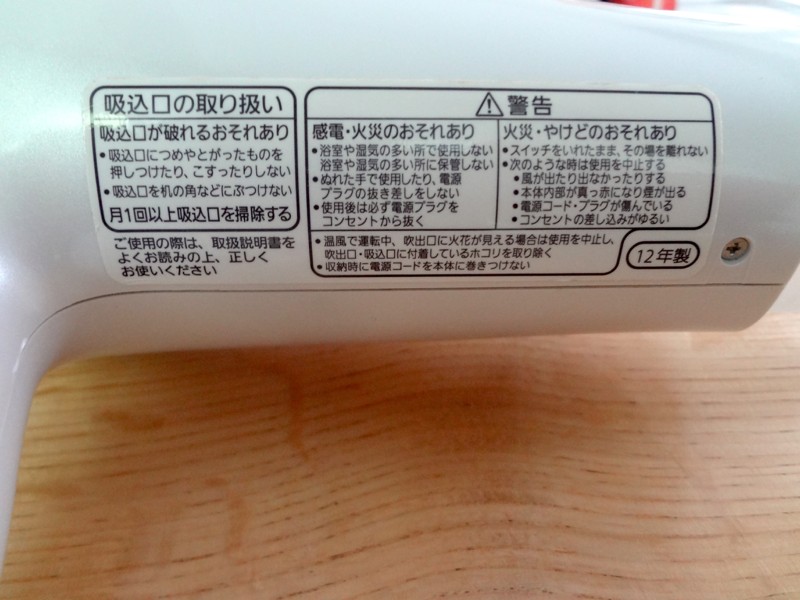 吸込口の取り扱い
吸込口が破れるおそれあり
•吸込口につめやとがったものを
押しつけたり、こすったりしない
•吸込口を机の角などにぶつけない
月1回以上吸込口を掃除する
ご使用の際は、取扱説明書を
よくお読みの上、正しく
お使いください
⚠警告
感電・火災のおそれあり
•浴室や湿気の多い所で使用しない
浴室や湿気の多い所に保管しない
•ぬれた手で使用したり、電源
プラグの抜き差しをしない
•使用後は必ず電源プラグを
コンセントから抜く
火災・やけどのおそれあり
•スイッチをいれたまま、その場を離れない
•次のような時は使用を中止する
•風が出たり出なかったりする
•本体内部が真っ赤になり煙が出る
•電源コード・プラグが傷んでいる
•コンセントの差し込みがゆるい
•温風で運転中、吹出口に火花が見える場合は使用を中止し、
吹出口・吸込口に付着しているホコリを取り除く
•収納時に電源コードを本体に巻きつけない
12年製